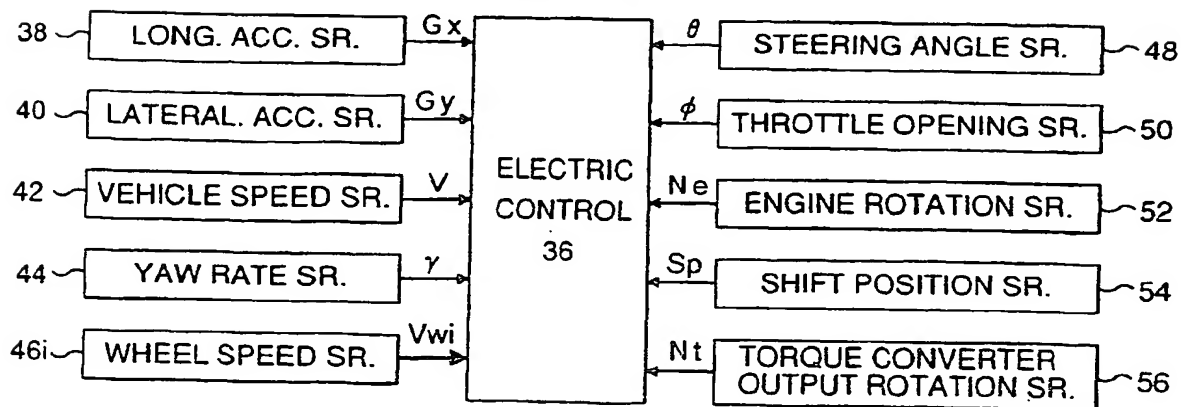 38
LONG. ACC. SR.
Gx
40
LATERAL. ACC. SR.
Gy
42
VEHICLE SPEED SR.
V
44
YAW RATE SR.
γ
46i
WHEEL SPEED SR.
Vwi
ELECTRIC
CONTROL
36
θ
STEERING ANGLE SR.
48
φ
THROTTLE OPENING SR.
50
Ne
ENGINE ROTATION SR.
52
Sp
SHIFT POSITION SR.
54
Nt
TORQUE CONVERTER
OUTPUT ROTATION SR.
56